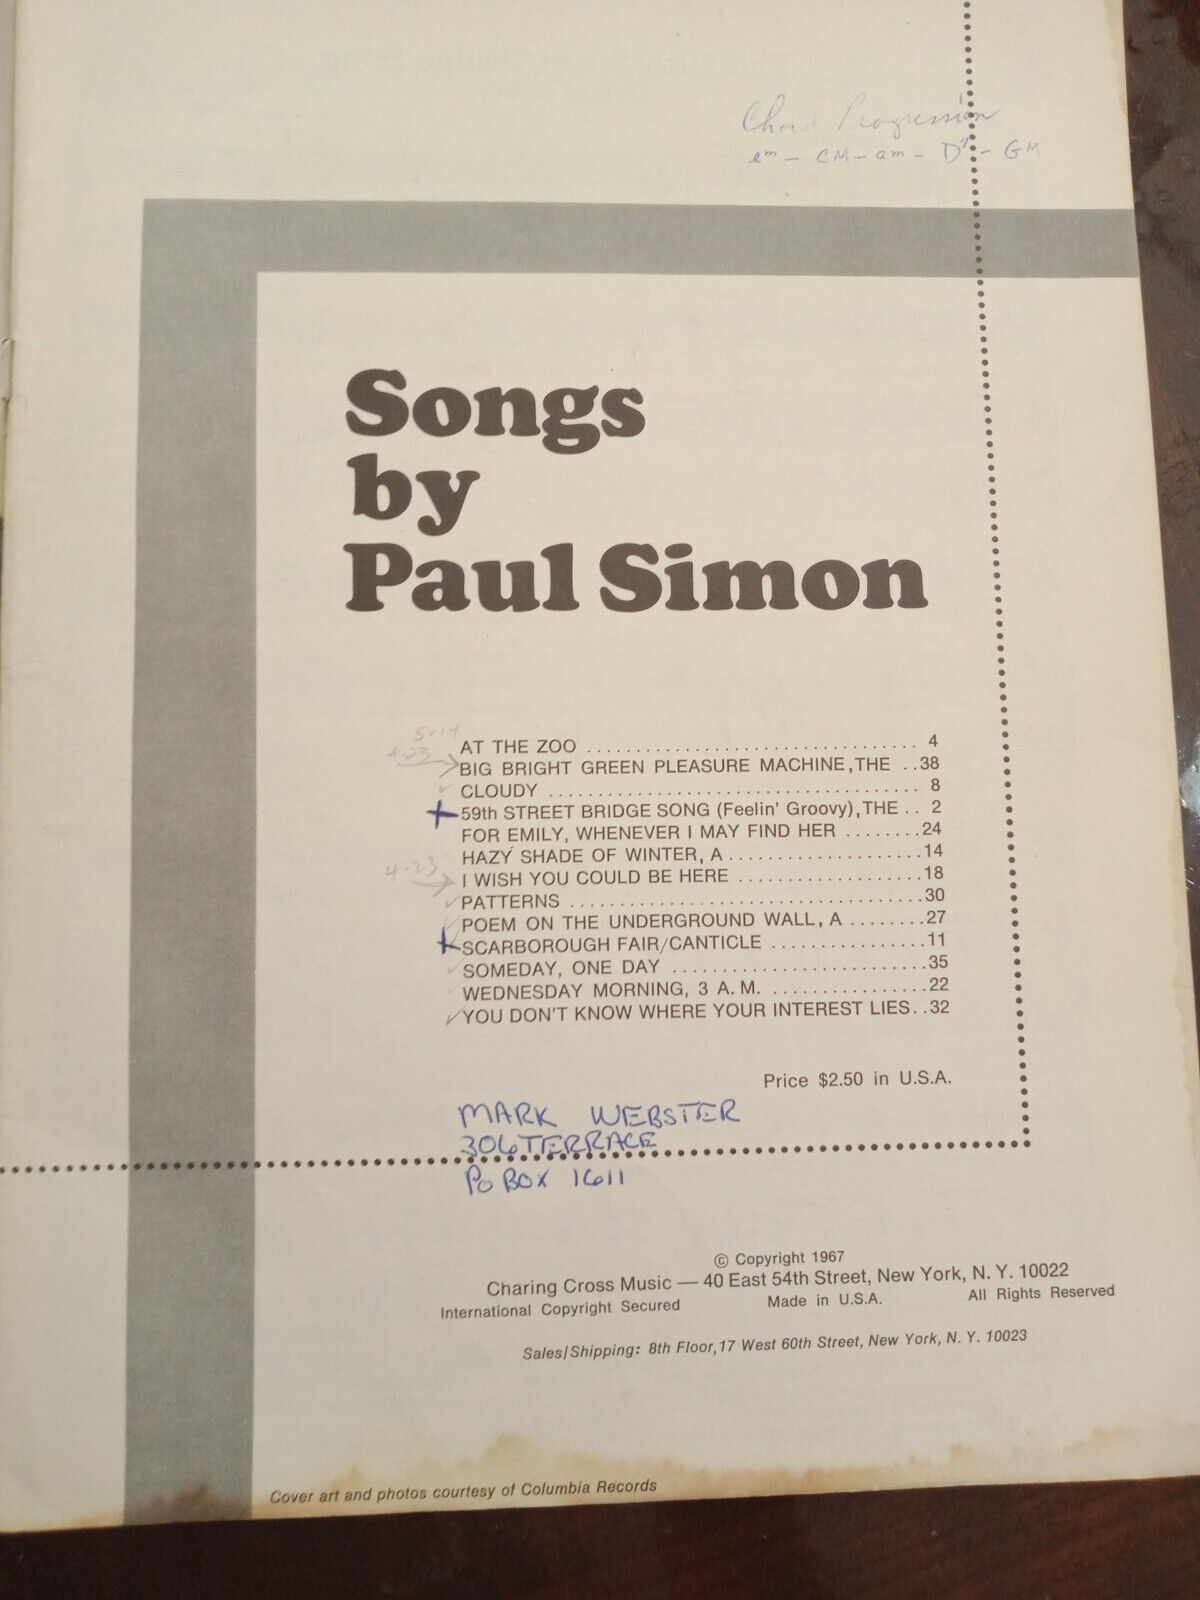 Chord Progression
em - CM - am - D7 - GM
Songs
by
Paul Simon
5-14
AT THE ZOO .................................. 4
4-23
BIG BRIGHT GREEN PLEASURE MACHINE,THE ..38
✓ CLOUDY ...................................... 8
+ 59th STREET BRIDGE SONG (Feelin' Groovy),THE .. 2
FOR EMILY, WHENEVER I MAY FIND HER ........24
HAZY SHADE OF WINTER, A ....................14
4-23
I WISH YOU COULD BE HERE ...................18
✓ PATTERNS ....................................30
✓ POEM ON THE UNDERGROUND WALL, A ........27
+ SCARBOROUGH FAIR/CANTICLE ................11
✓ SOMEDAY, ONE DAY ..........................35
✓ WEDNESDAY MORNING, 3 A.M. ................22
✓ YOU DON'T KNOW WHERE YOUR INTEREST LIES..32
Price $2.50 in U.S.A.
MARK WEBSTER
306 TERRACE
PO BOX 1611
© Copyright 1967
Charing Cross Music — 40 East 54th Street, New York, N. Y. 10022
International Copyright Secured Made in U.S.A. All Rights Reserved
Sales/Shipping: 8th Floor,17 West 60th Street, New York, N. Y. 10023
Cover art and photos courtesy of Columbia Records